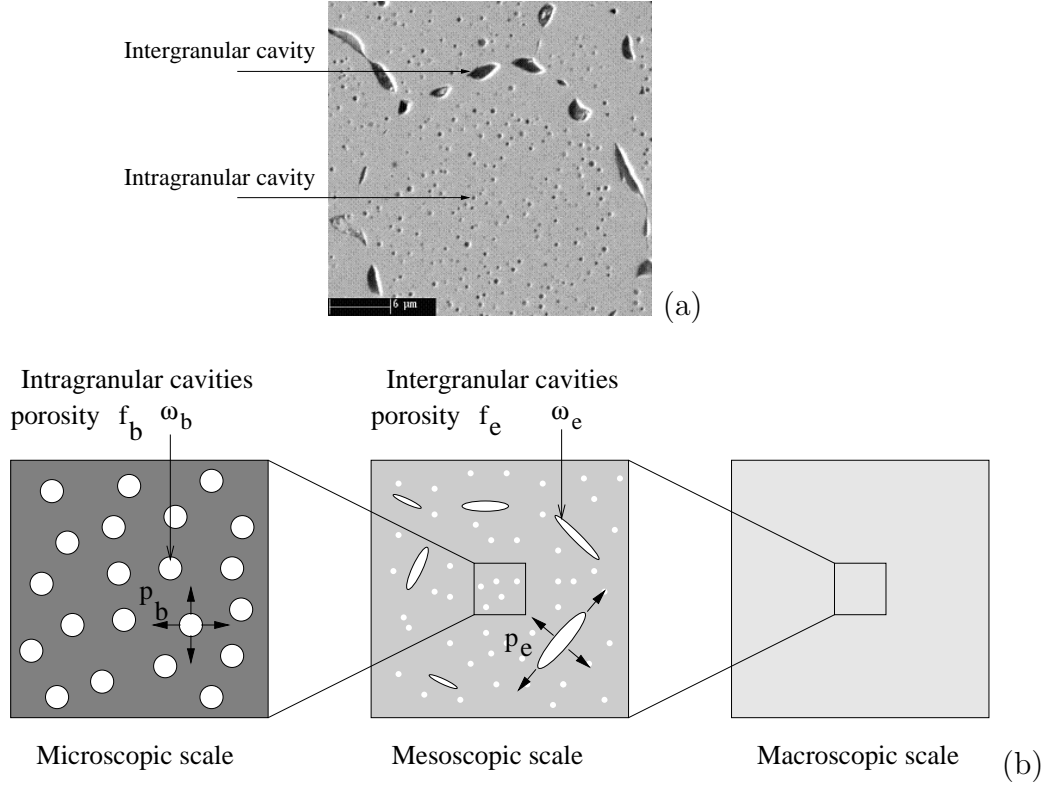 Intergranular cavity
Intragranular cavity
6 µm
(a)
Intragranular cavities
porosity f_b ω_b
Intergranular cavities
porosity f_e ω_e
p_b
p_e
Microscopic scale
Mesoscopic scale
Macroscopic scale
(b)